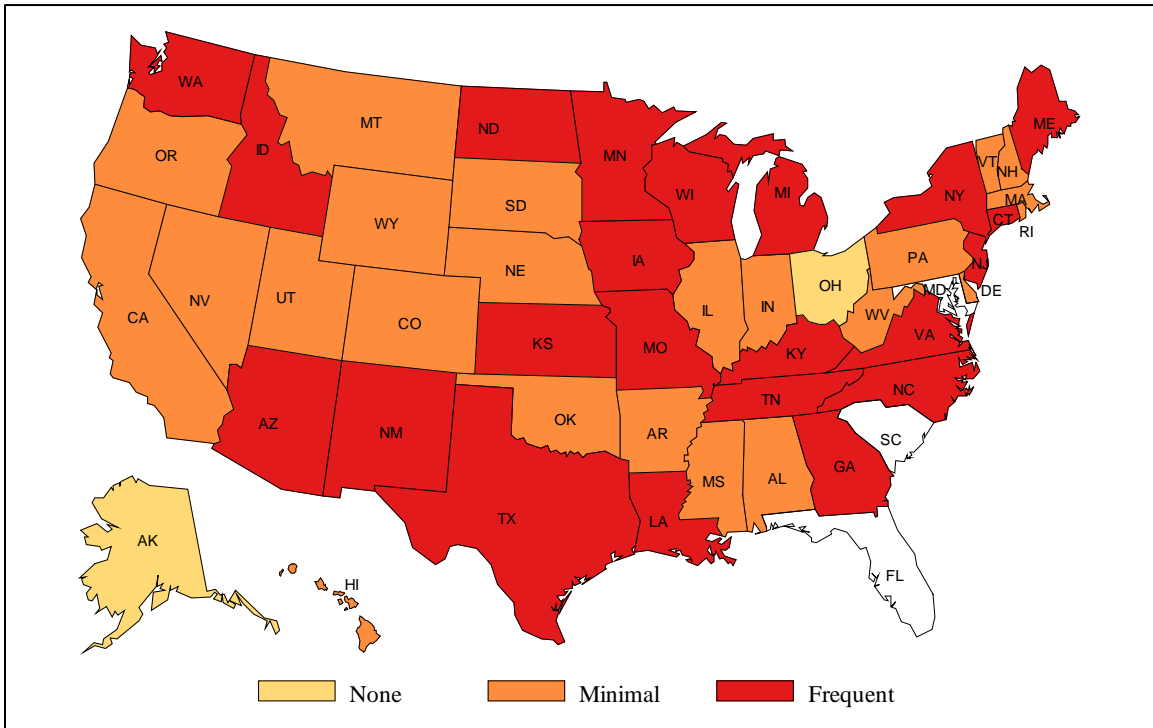 WA
MT
ND
ME
OR
ID
MN
VT
NH
SD
WI
MI
NY
MA
WY
CT
RI
IA
NE
PA
NJ
NV
UT
OH
MD
DE
CA
CO
IL
IN
WV
KS
MO
KY
VA
TN
NC
AZ
NM
OK
AR
SC
MS
AL
GA
TX
LA
AK
FL
HI
None
Minimal
Frequent